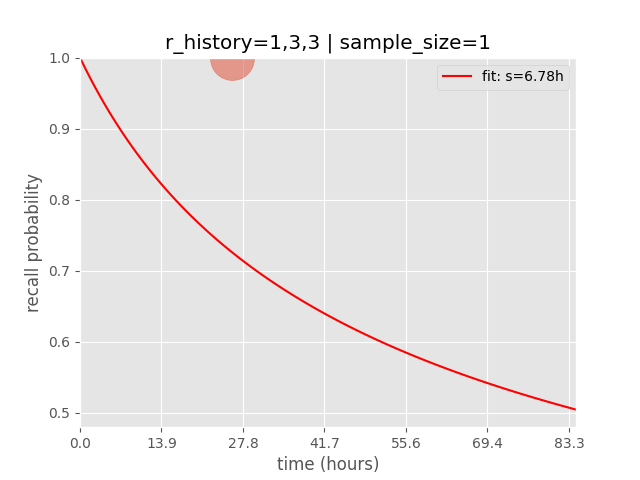 r_history=1,3,3 | sample_size=1
fit: s=6.78h
recall probability
1.0
0.9
0.8
0.7
0.6
0.5
0.0 13.9 27.8 41.7 55.6 69.4 83.3
time (hours)